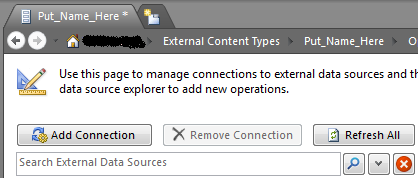 Put_Name_Here *
External Content Types Put_Name_Here O
Use this page to manage connections to external data sources and th
data source explorer to add new operations.
Add Connection Remove Connection Refresh All
Search External Data Sources